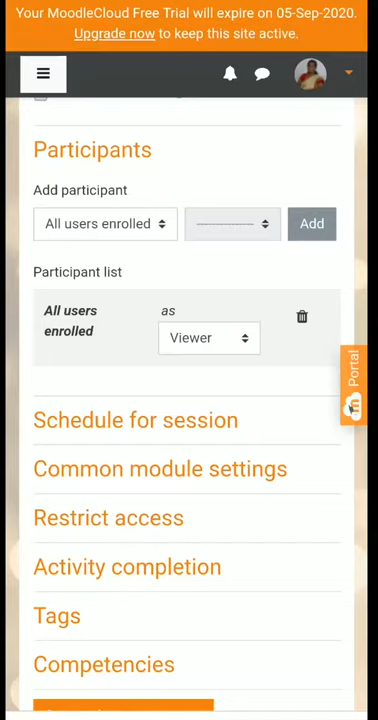 Your MoodleCloud Free Trial will expire on 05-Sep-2020.
Upgrade now to keep this site active.
Participants
Add participant
All users enrolled
Add
Participant list
All users enrolled
as
Viewer
Portal
Schedule for session
Common module settings
Restrict access
Activity completion
Tags
Competencies